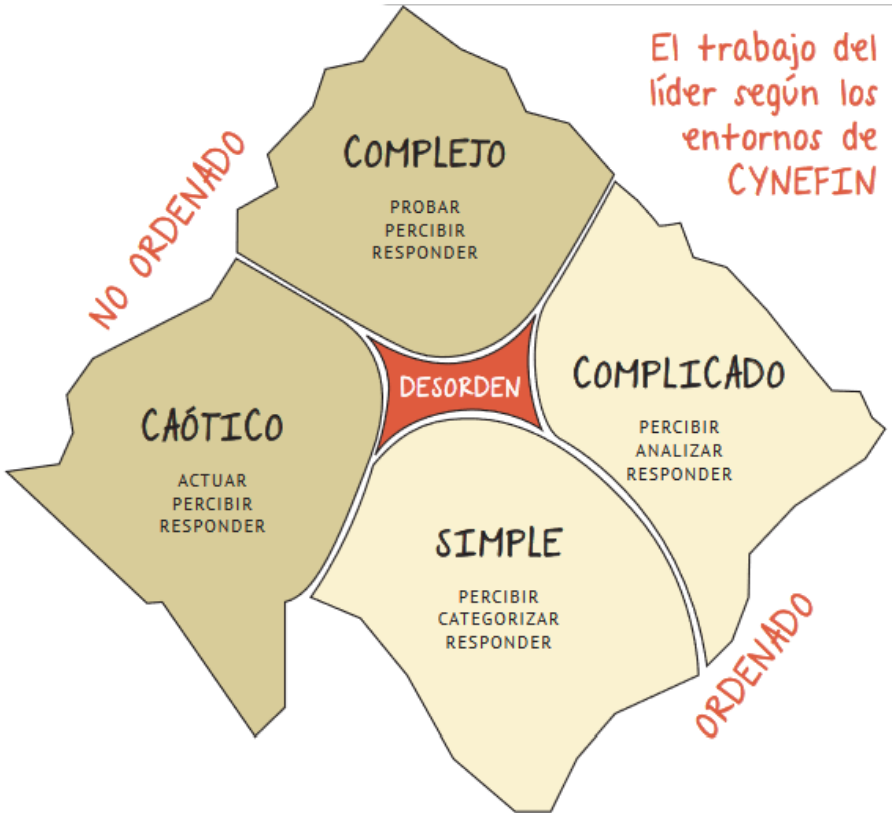 El trabajo del
líder según los
entornos de
CYNEFIN
NO ORDENADO
COMPLEJO
PROBAR
PERCIBIR
RESPONDER
DESORDEN
COMPLICADO
PERCIBIR
ANALIZAR
RESPONDER
CAÓTICO
ACTUAR
PERCIBIR
RESPONDER
SIMPLE
PERCIBIR
CATEGORIZAR
RESPONDER
ORDENADO